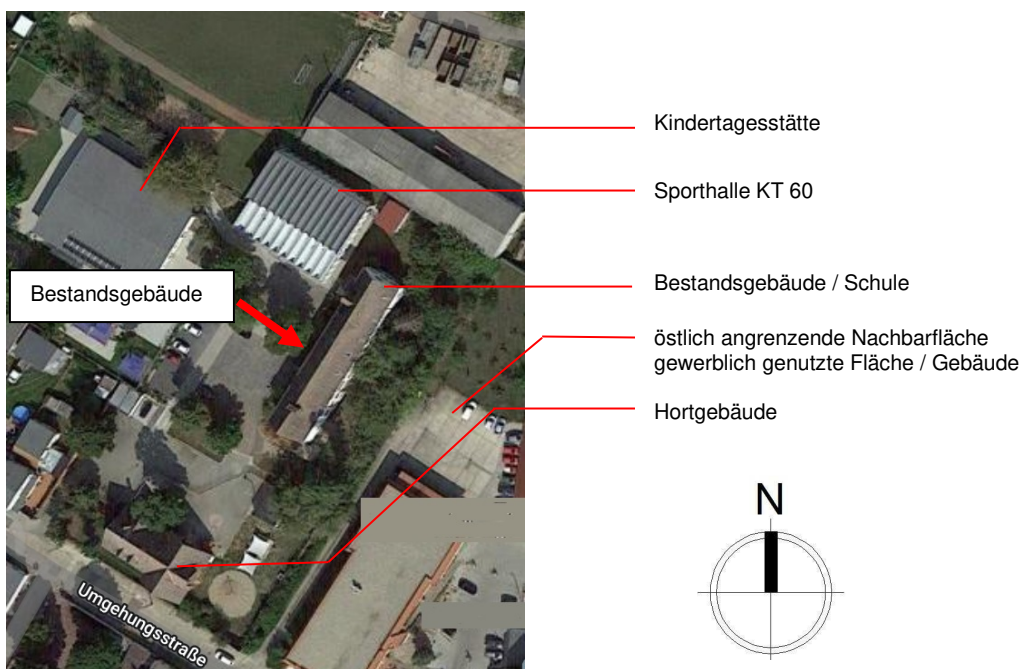 Kindertagesstätte
Sporthalle KT 60
Bestandsgebäude / Schule
Bestandsgebäude
östlich angrenzende Nachbarfläche
gewerblich genutzte Fläche / Gebäude
Hortgebäude
N
Umgehungsstraße